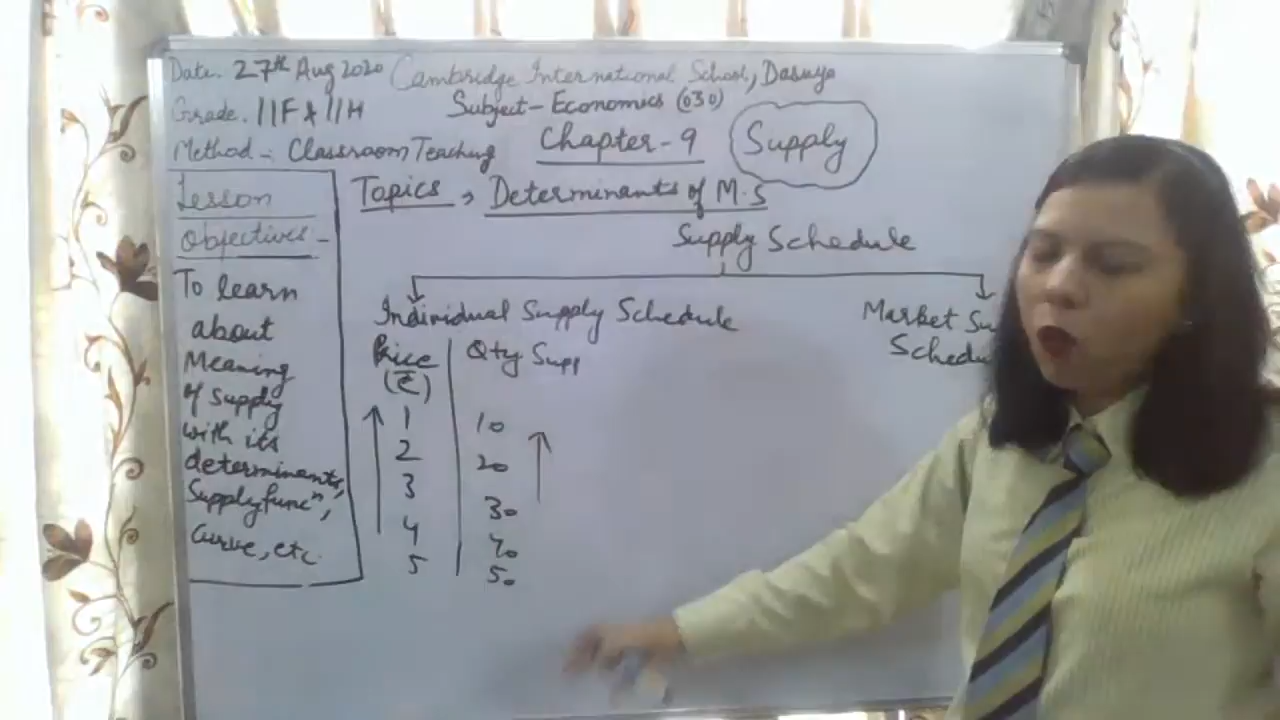 Date. 27th Aug 2020 Cambridge International School, Dasuya
Grade. 11F & 11H Subject - Economics (030)
Method -: Classroom Teaching Chapter - 9 Supply
Lesson
Objectives -
To learn
about
Meaning
of supply
with its
determinants,
Supply funcⁿ,
curve, etc.
Topics → Determinants of M.S
Supply Schedule
Individual Supply Schedule
Price Qty Supp
(₹)
1 10
2 20
3 30
4 40
5 50
Market Su
Schedu